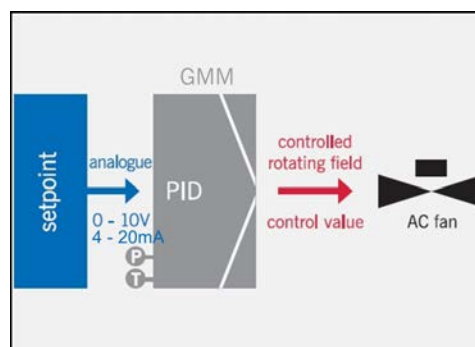 GMM
setpoint
analogue
0 - 10V
4 - 20mA
P
T
PID
controlled
rotating field
control value
AC fan